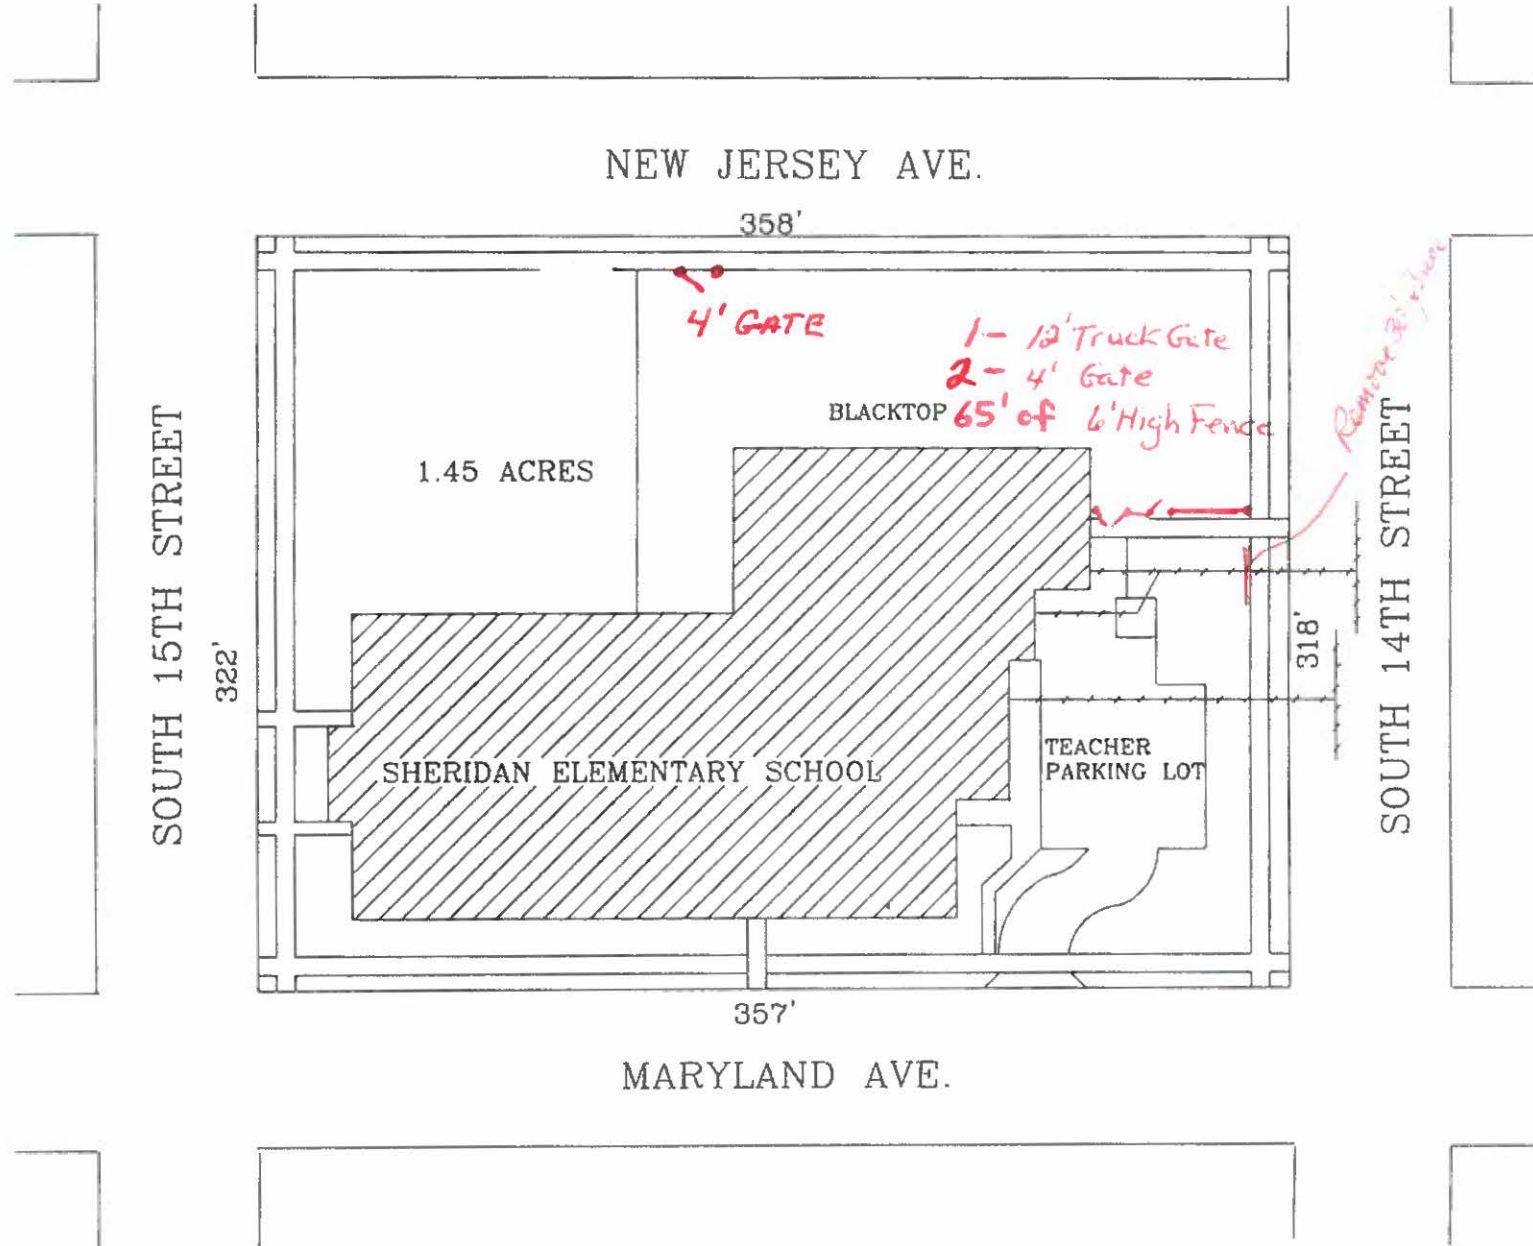 NEW JERSEY AVE.
358'
4' GATE
1 - 12' Truck Gate
2 - 4' Gate
BLACKTOP
65' of 6' High Fence
Remove
1.45 ACRES
SOUTH 15TH STREET
322'
SOUTH 14TH STREET
318'
SHERIDAN ELEMENTARY SCHOOL
TEACHER
PARKING LOT
357'
MARYLAND AVE.